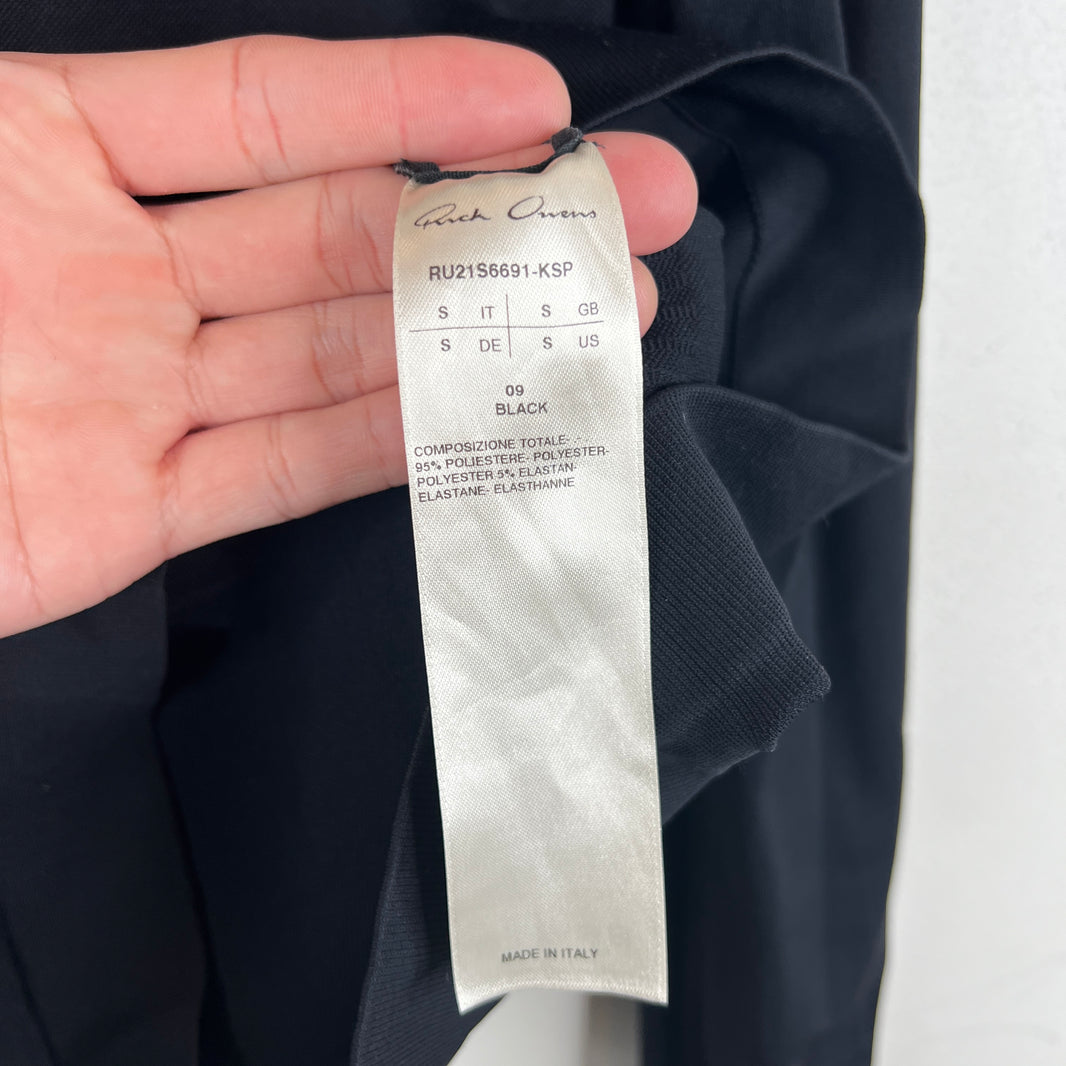 Rick Owens
RU21S6691-KSP
S IT S GB
S DE S US
09
BLACK
COMPOSIZIONE TOTALE- .-
95% POLIESTERE- POLYESTER-
POLYESTER 5% ELASTAN-
ELASTANE- ELASTHANNE
MADE IN ITALY